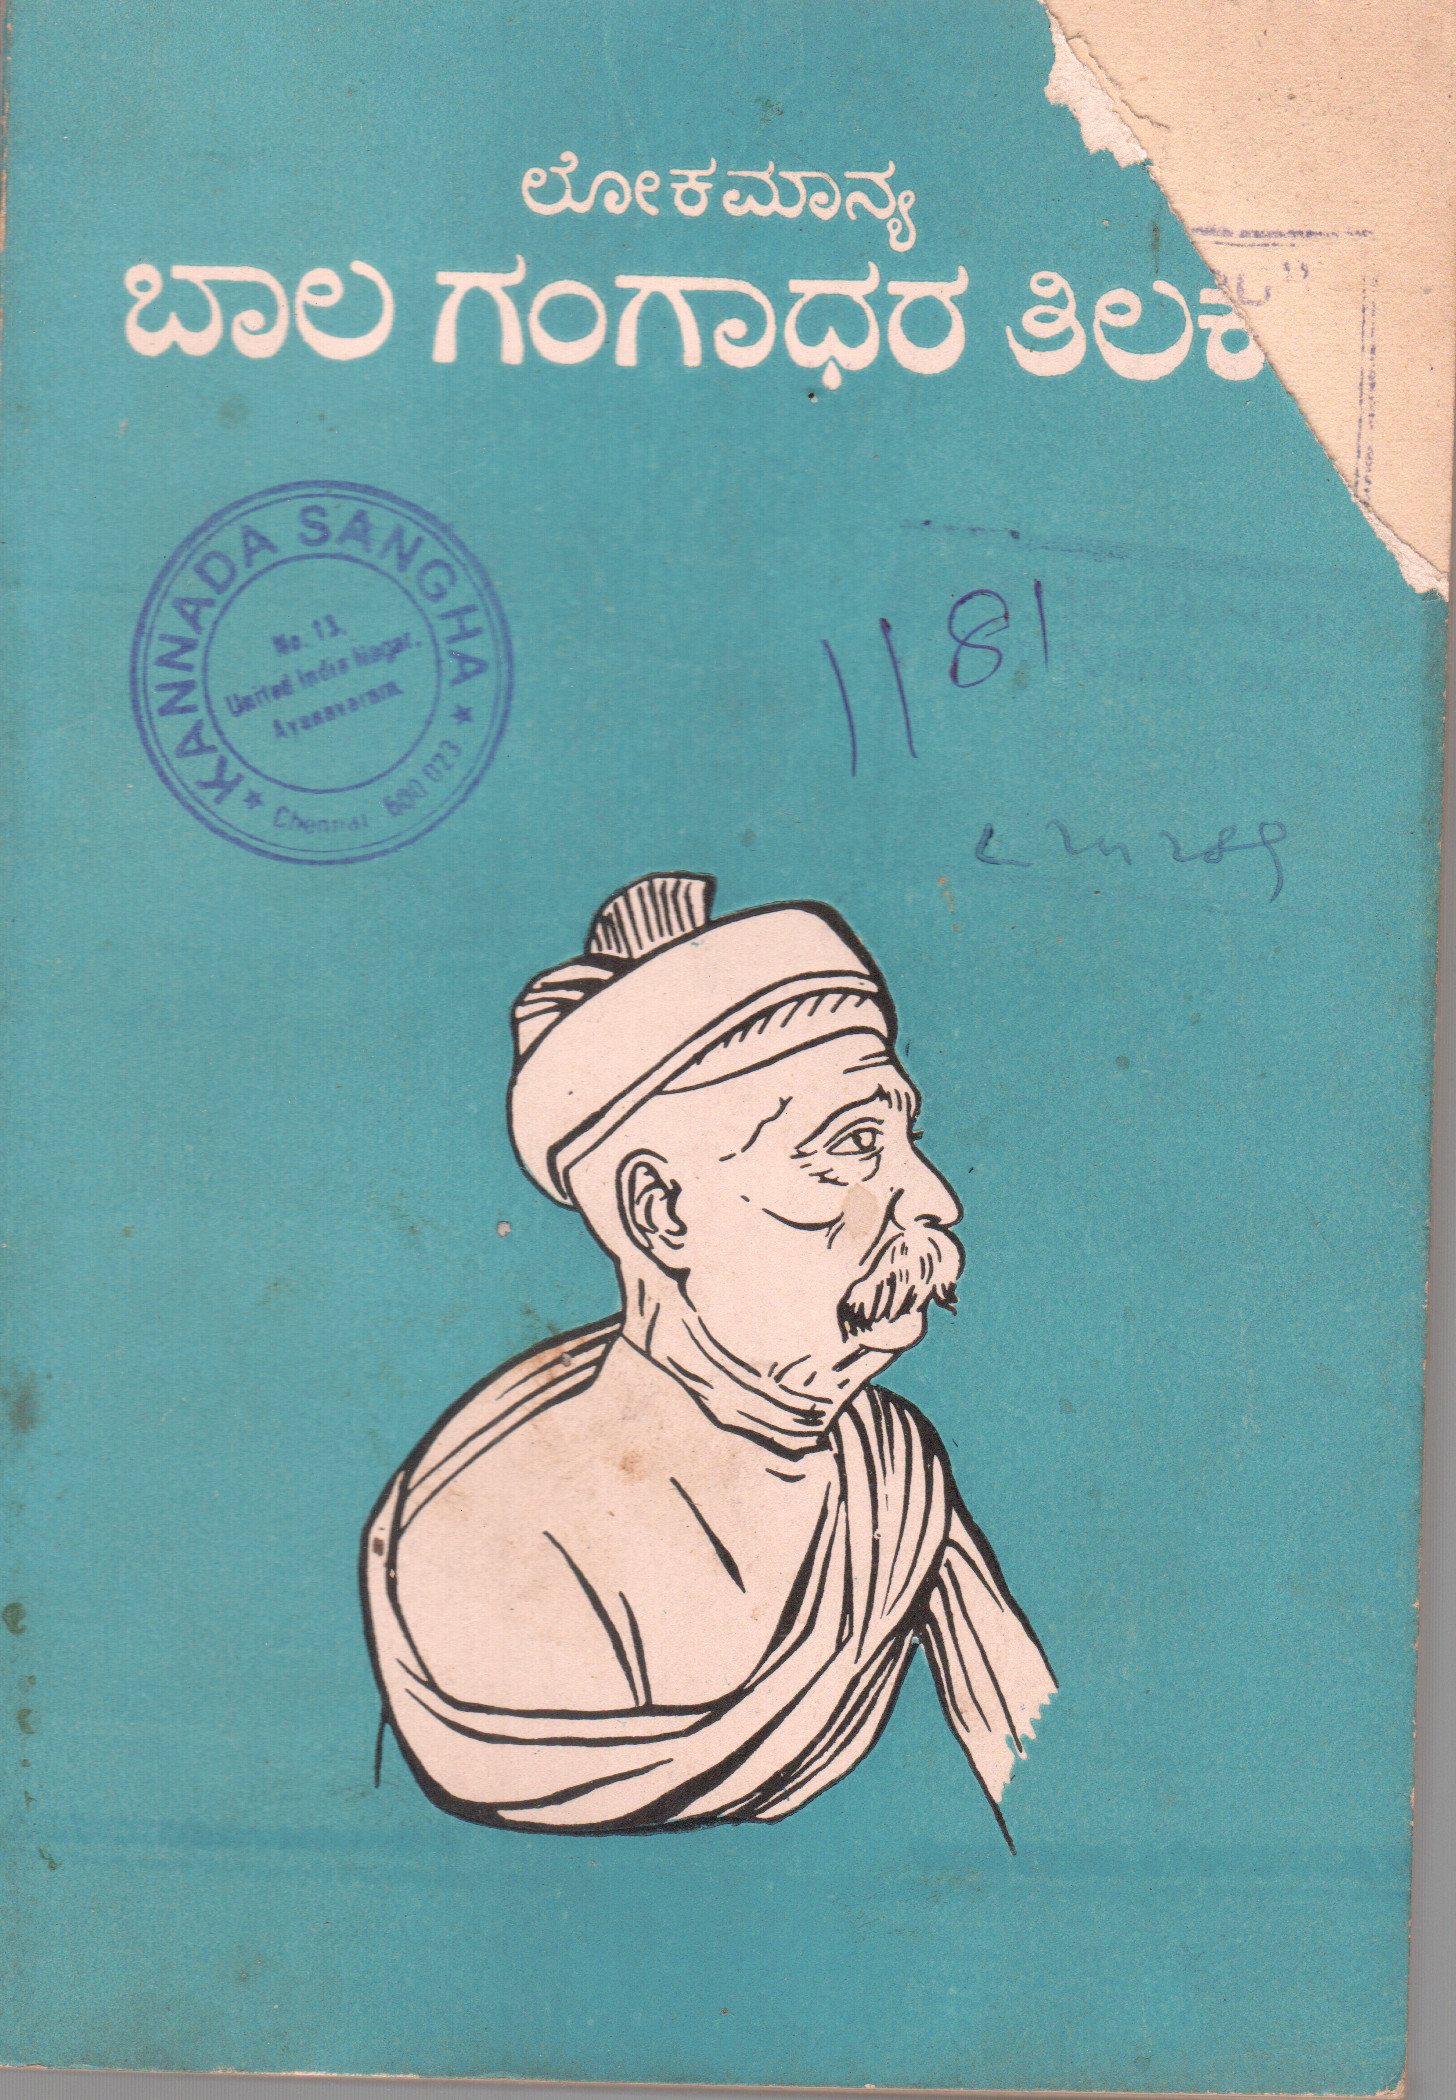 ಲೋಕಮಾನ್ಯ
ಬಾಲ ಗಂಗಾಧರ ತಿಲಕ
KANNADA SANGHA
No. 13,
United India Nagar,
Ayanavaram
Chennai 600 023
1181